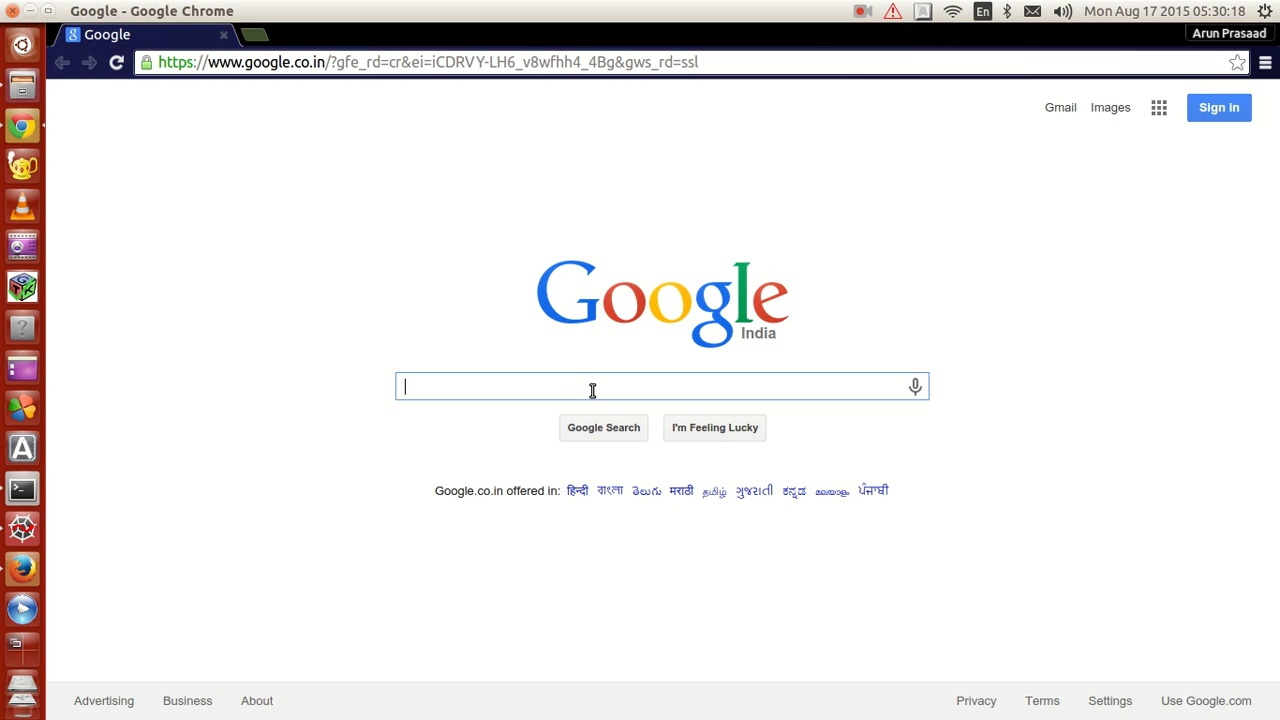 Google - Google Chrome En Mon Aug 17 2015 05:30:18
Google Arun Prasaad
https://www.google.co.in/?gfe_rd=cr&ei=iCDRVY-LH6_v8wfhh4_4Bg&gws_rd=ssl
Gmail Images Sign in
Google
India
Google Search I'm Feeling Lucky
Google.co.in offered in: हिन्दी বাংলা తెలుగు मराठी தமிழ் ગુજરાતી ಕನ್ನಡ മലയാളം ਪੰਜਾਬੀ
Advertising Business About Privacy Terms Settings Use Google.com